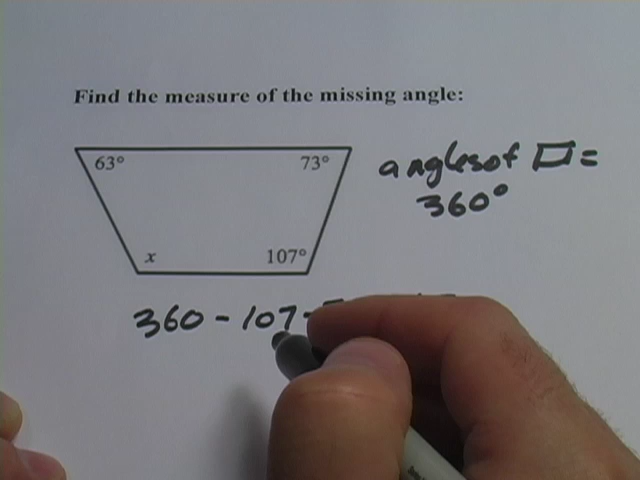 Find the measure of the missing angle:
63° 73°
x 107°
angles of ▱ =
360°
360 - 107 -